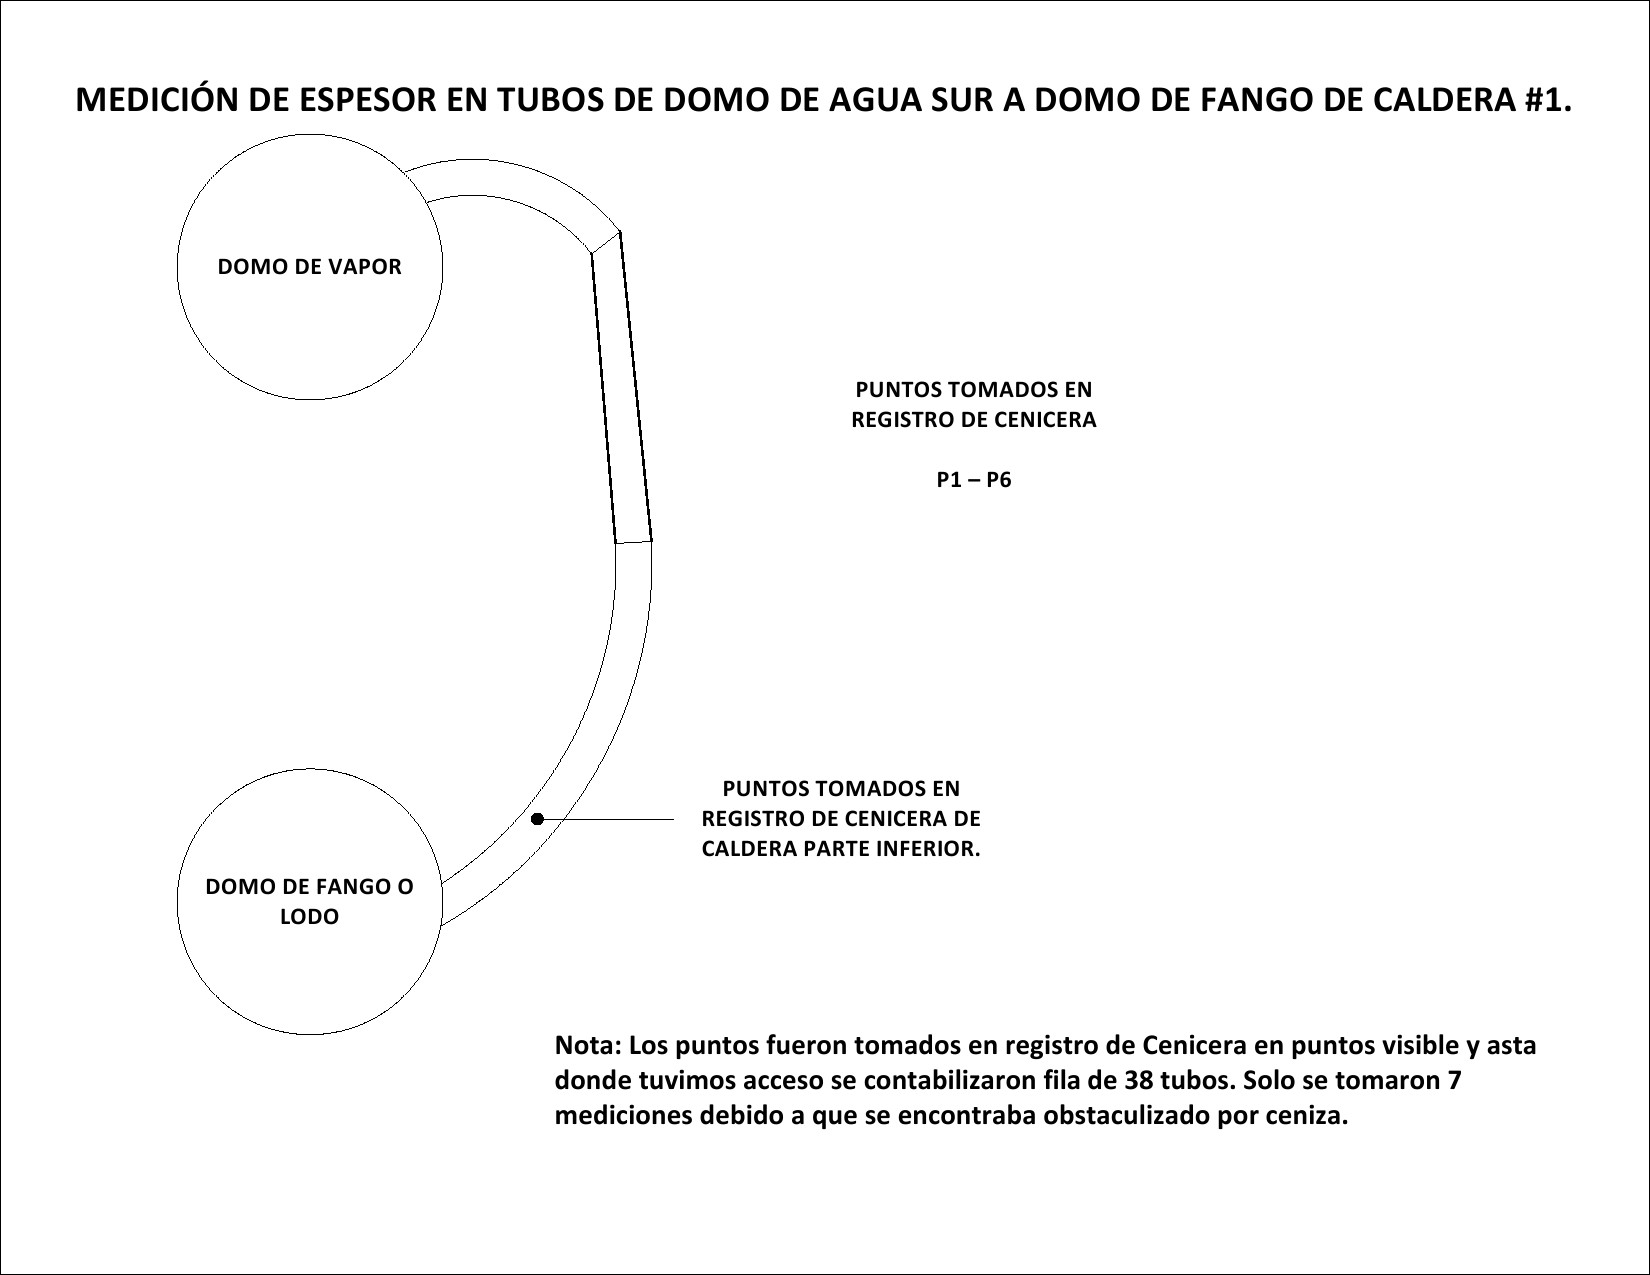 MEDICIÓN DE ESPESOR EN TUBOS DE DOMO DE AGUA SUR A DOMO DE FANGO DE CALDERA #1.
DOMO DE VAPOR
PUNTOS TOMADOS EN
REGISTRO DE CENICERA
P1 – P6
PUNTOS TOMADOS EN
REGISTRO DE CENICERA DE
CALDERA PARTE INFERIOR.
DOMO DE FANGO O
LODO
Nota: Los puntos fueron tomados en registro de Cenicera en puntos visible y asta
donde tuvimos acceso se contabilizaron fila de 38 tubos. Solo se tomaron 7
mediciones debido a que se encontraba obstaculizado por ceniza.